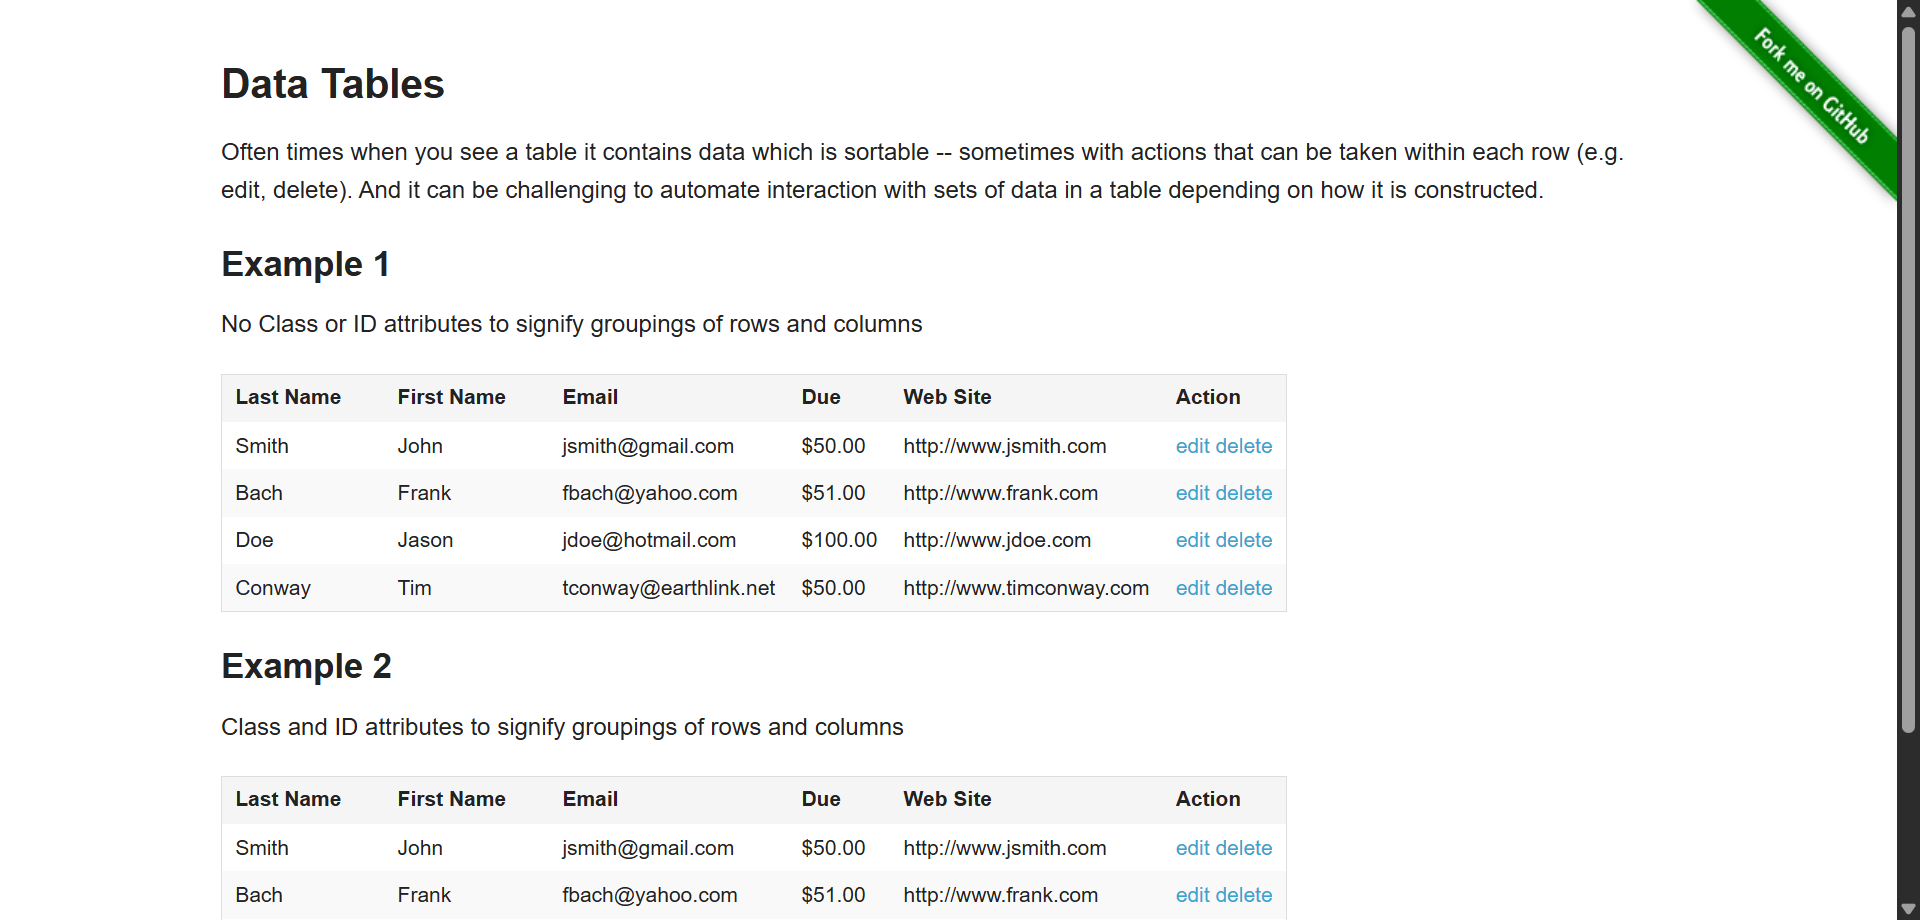 Fork me on GitHub
Data Tables
Often times when you see a table it contains data which is sortable -- sometimes with actions that can be taken within each row (e.g.
edit, delete). And it can be challenging to automate interaction with sets of data in a table depending on how it is constructed.
Example 1
No Class or ID attributes to signify groupings of rows and columns
Last Name First Name Email Due Web Site Action
Smith John jsmith@gmail.com $50.00 http://www.jsmith.com edit delete
Bach Frank fbach@yahoo.com $51.00 http://www.frank.com edit delete
Doe Jason jdoe@hotmail.com $100.00 http://www.jdoe.com edit delete
Conway Tim tconway@earthlink.net $50.00 http://www.timconway.com edit delete
Example 2
Class and ID attributes to signify groupings of rows and columns
Last Name First Name Email Due Web Site Action
Smith John jsmith@gmail.com $50.00 http://www.jsmith.com edit delete
Bach Frank fbach@yahoo.com $51.00 http://www.frank.com edit delete